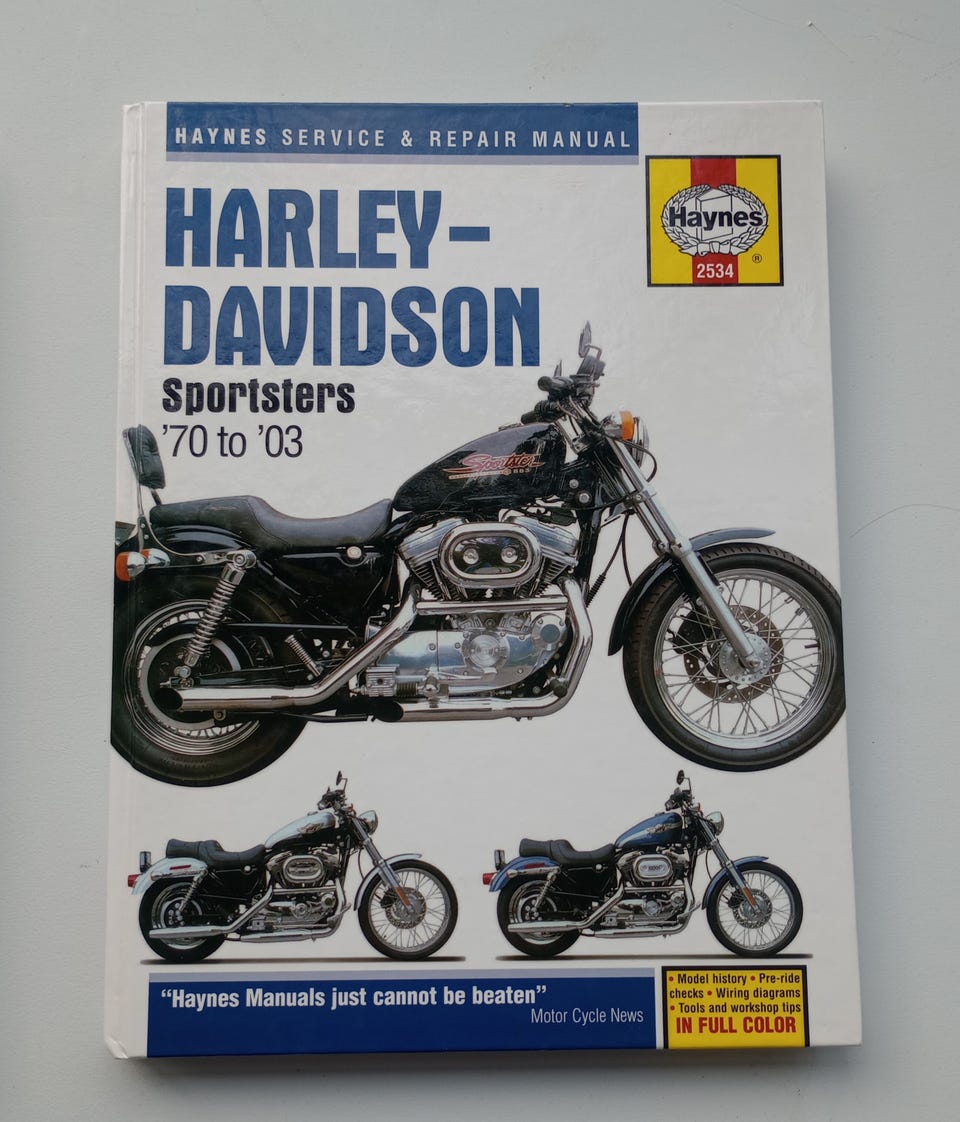 HAYNES SERVICE & REPAIR MANUAL
HARLEY-
DAVIDSON
Sportsters
'70 to '03
Haynes
®
2534
Sportster
883
"Haynes Manuals just cannot be beaten"
Motor Cycle News
• Model history • Pre-ride
checks • Wiring diagrams
• Tools and workshop tips
IN FULL COLOR